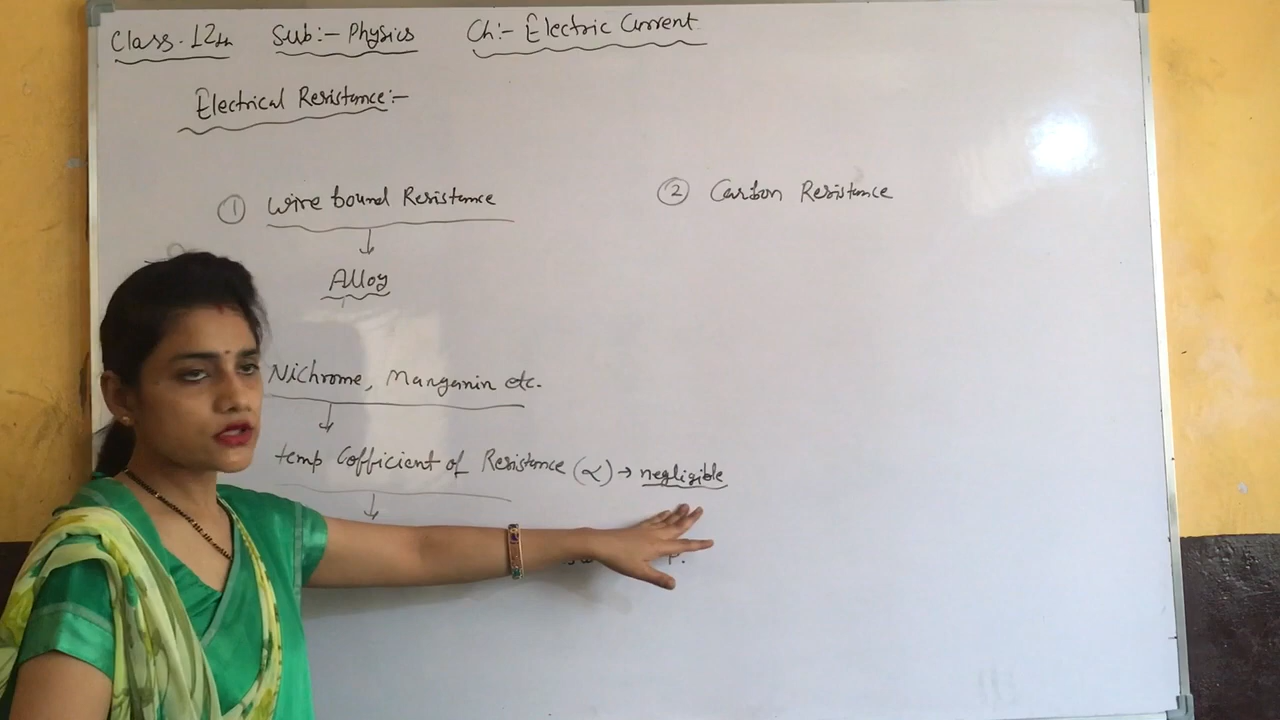 Class. 12th Sub:- Physics Ch:- Electric Current
Electrical Resistance:-
① Wire bound Resistance
② Carbon Resistance
Alloy
Nichrome, Manganin etc.
temp Cofficient of Resistance (α) → negligible